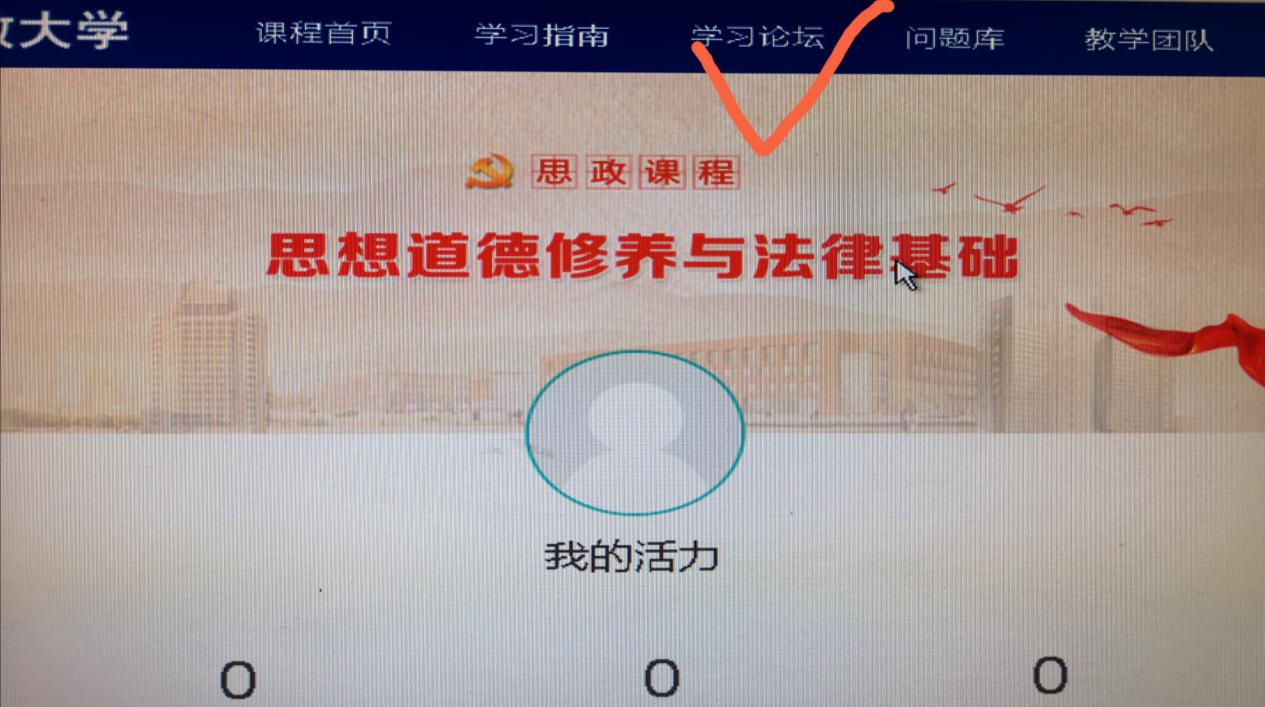 大学 课程首页 学习指南 学习论坛 问题库 教学团队
思政课程
思想道德修养与法律基础
我的活力
0 0 0